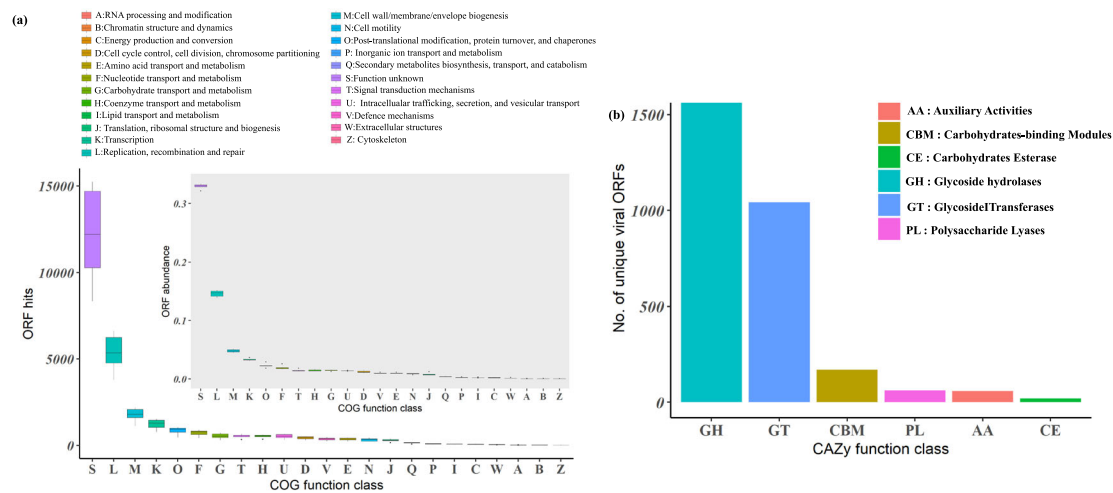 (a)
A:RNA processing and modification
B:Chromatin structure and dynamics
C:Energy production and conversion
D:Cell cycle control, cell division, chromosome partitioning
E:Amino acid transport and metabolism
F:Nucleotide transport and metabolism
G:Carbohydrate transport and metabolism
H:Coenzyme transport and metabolism
I:Lipid transport and metabolism
J: Translation, ribosomal structure and biogenesis
K:Transcription
L:Replication, recombination and repair
M:Cell wall/membrane/envelope biogenesis
N:Cell motility
O:Post-translational modification, protein turnover, and chaperones
P: Inorganic ion transport and metabolism
Q:Secondary metabolites biosynthesis, transport, and catabolism
S:Function unknown
T:Signal transduction mechanisms
U: Intracellualar trafficking, secretion, and vesicular transport
V:Defence mechanisms
W:Extracellular structures
Z: Cytoskeleton
ORF hits
15000
10000
5000
0
S L M K O F G T H U D V E N J Q P I C W A B Z
COG function class
ORF abundance
0.3
0.2
0.1
0.0
S L M K O F T H G U D V E N J Q P I C W A B Z
COG function class
(b)
No. of unique viral ORFs
1500
1000
500
0
GH GT CBM PL AA CE
CAZy function class
AA : Auxiliary Activities
CBM : Carbohydrates-binding Modules
CE : Carbohydrates Esterase
GH : Glycoside hydrolases
GT : GlycosidelTransferases
PL : Polysaccharide Lyases